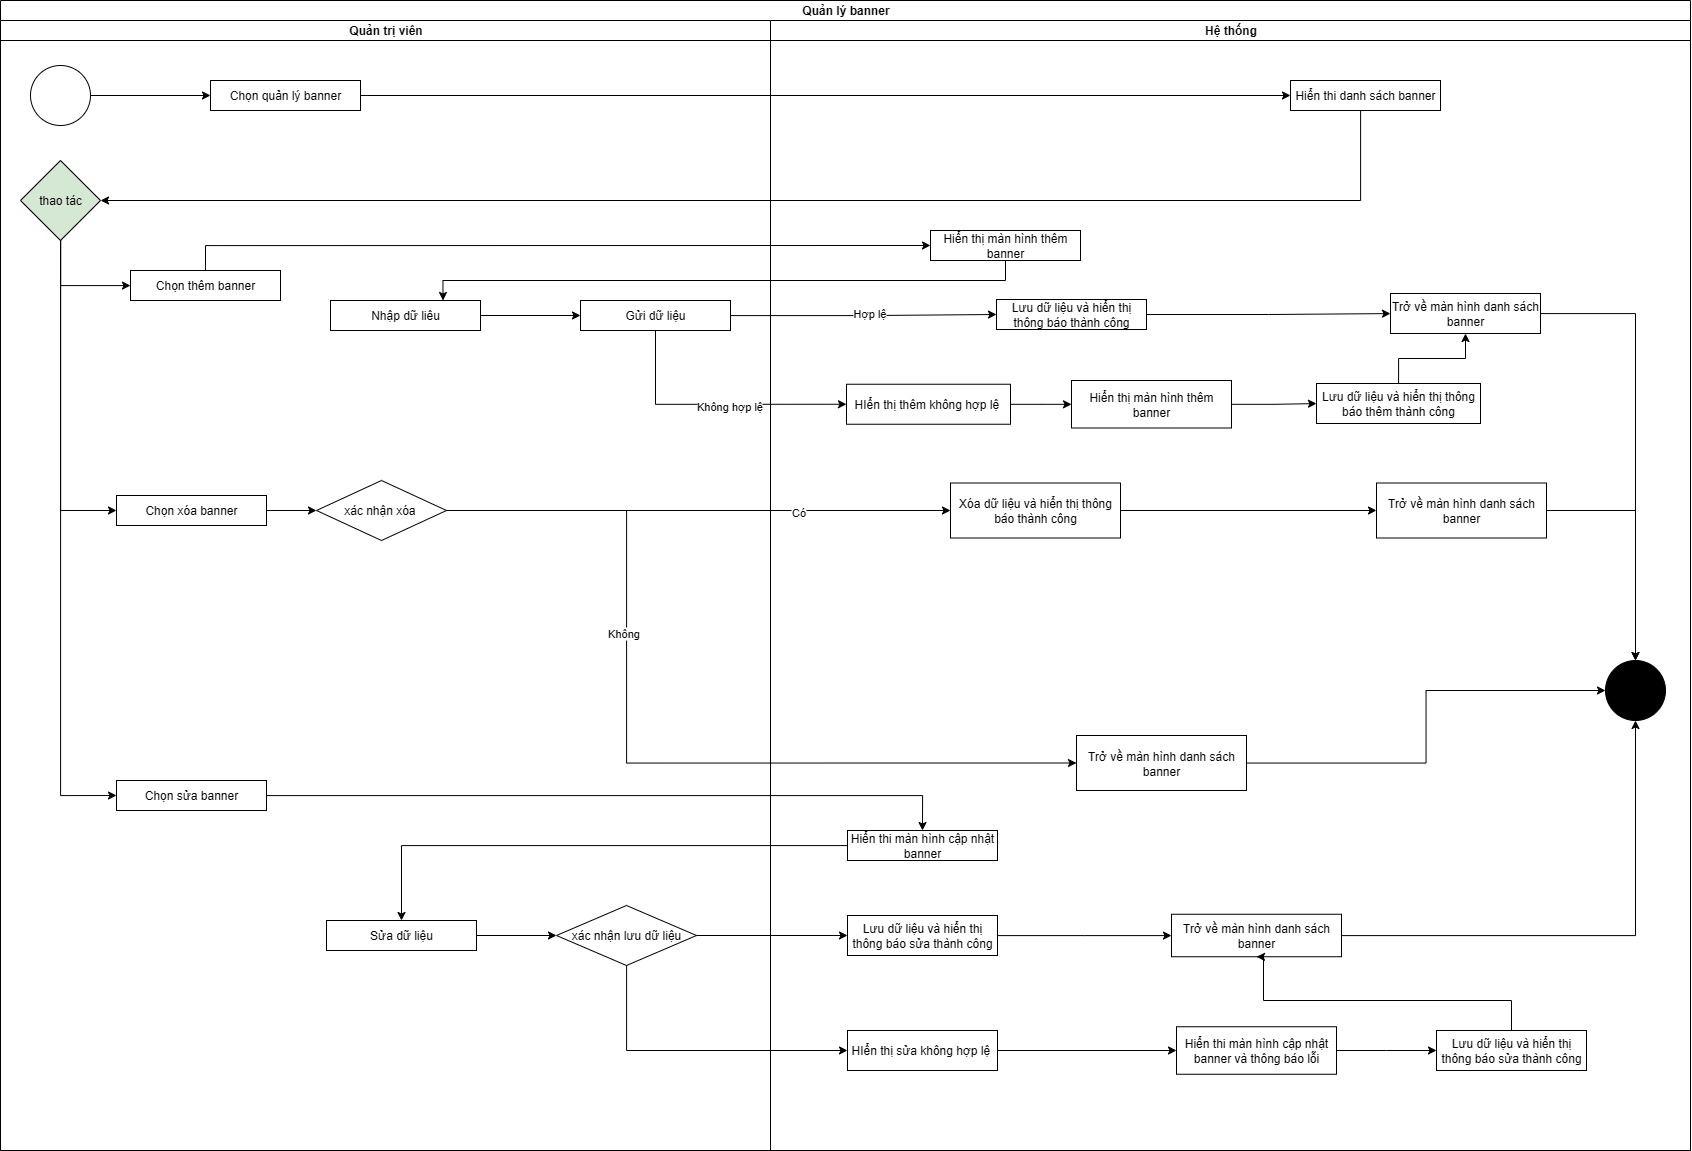 Quản lý banner
Quản trị viên
Hệ thống
Chọn quản lý banner
Hiển thi danh sách banner
thao tác
Hiển thị màn hình thêm
banner
Chọn thêm banner
Nhập dữ liêu
Gửi dữ liệu
Hợp lệ
Lưu dữ liệu và hiển thị
thông báo thành công
Trở về màn hình danh sách
banner
Không hợp lệ
HIển thị thêm không hợp lệ
Hiển thị màn hình thêm
banner
Lưu dữ liệu và hiển thị thông
báo thêm thành công
Chọn xóa banner
xác nhận xóa
Có
Xóa dữ liệu và hiển thị thông
báo thành công
Trở về màn hình danh sách
banner
Không
Trở về màn hình danh sách
banner
Chọn sửa banner
Hiển thi màn hình cập nhật
banner
Sửa dữ liệu
xác nhận lưu dữ liệu
Lưu dữ liệu và hiển thị
thông báo sửa thành công
Trở về màn hình danh sách
banner
HIển thị sửa không hợp lệ
Hiển thi màn hình cập nhật
banner và thông báo lỗi
Lưu dữ liệu và hiển thị
thông báo sửa thành công